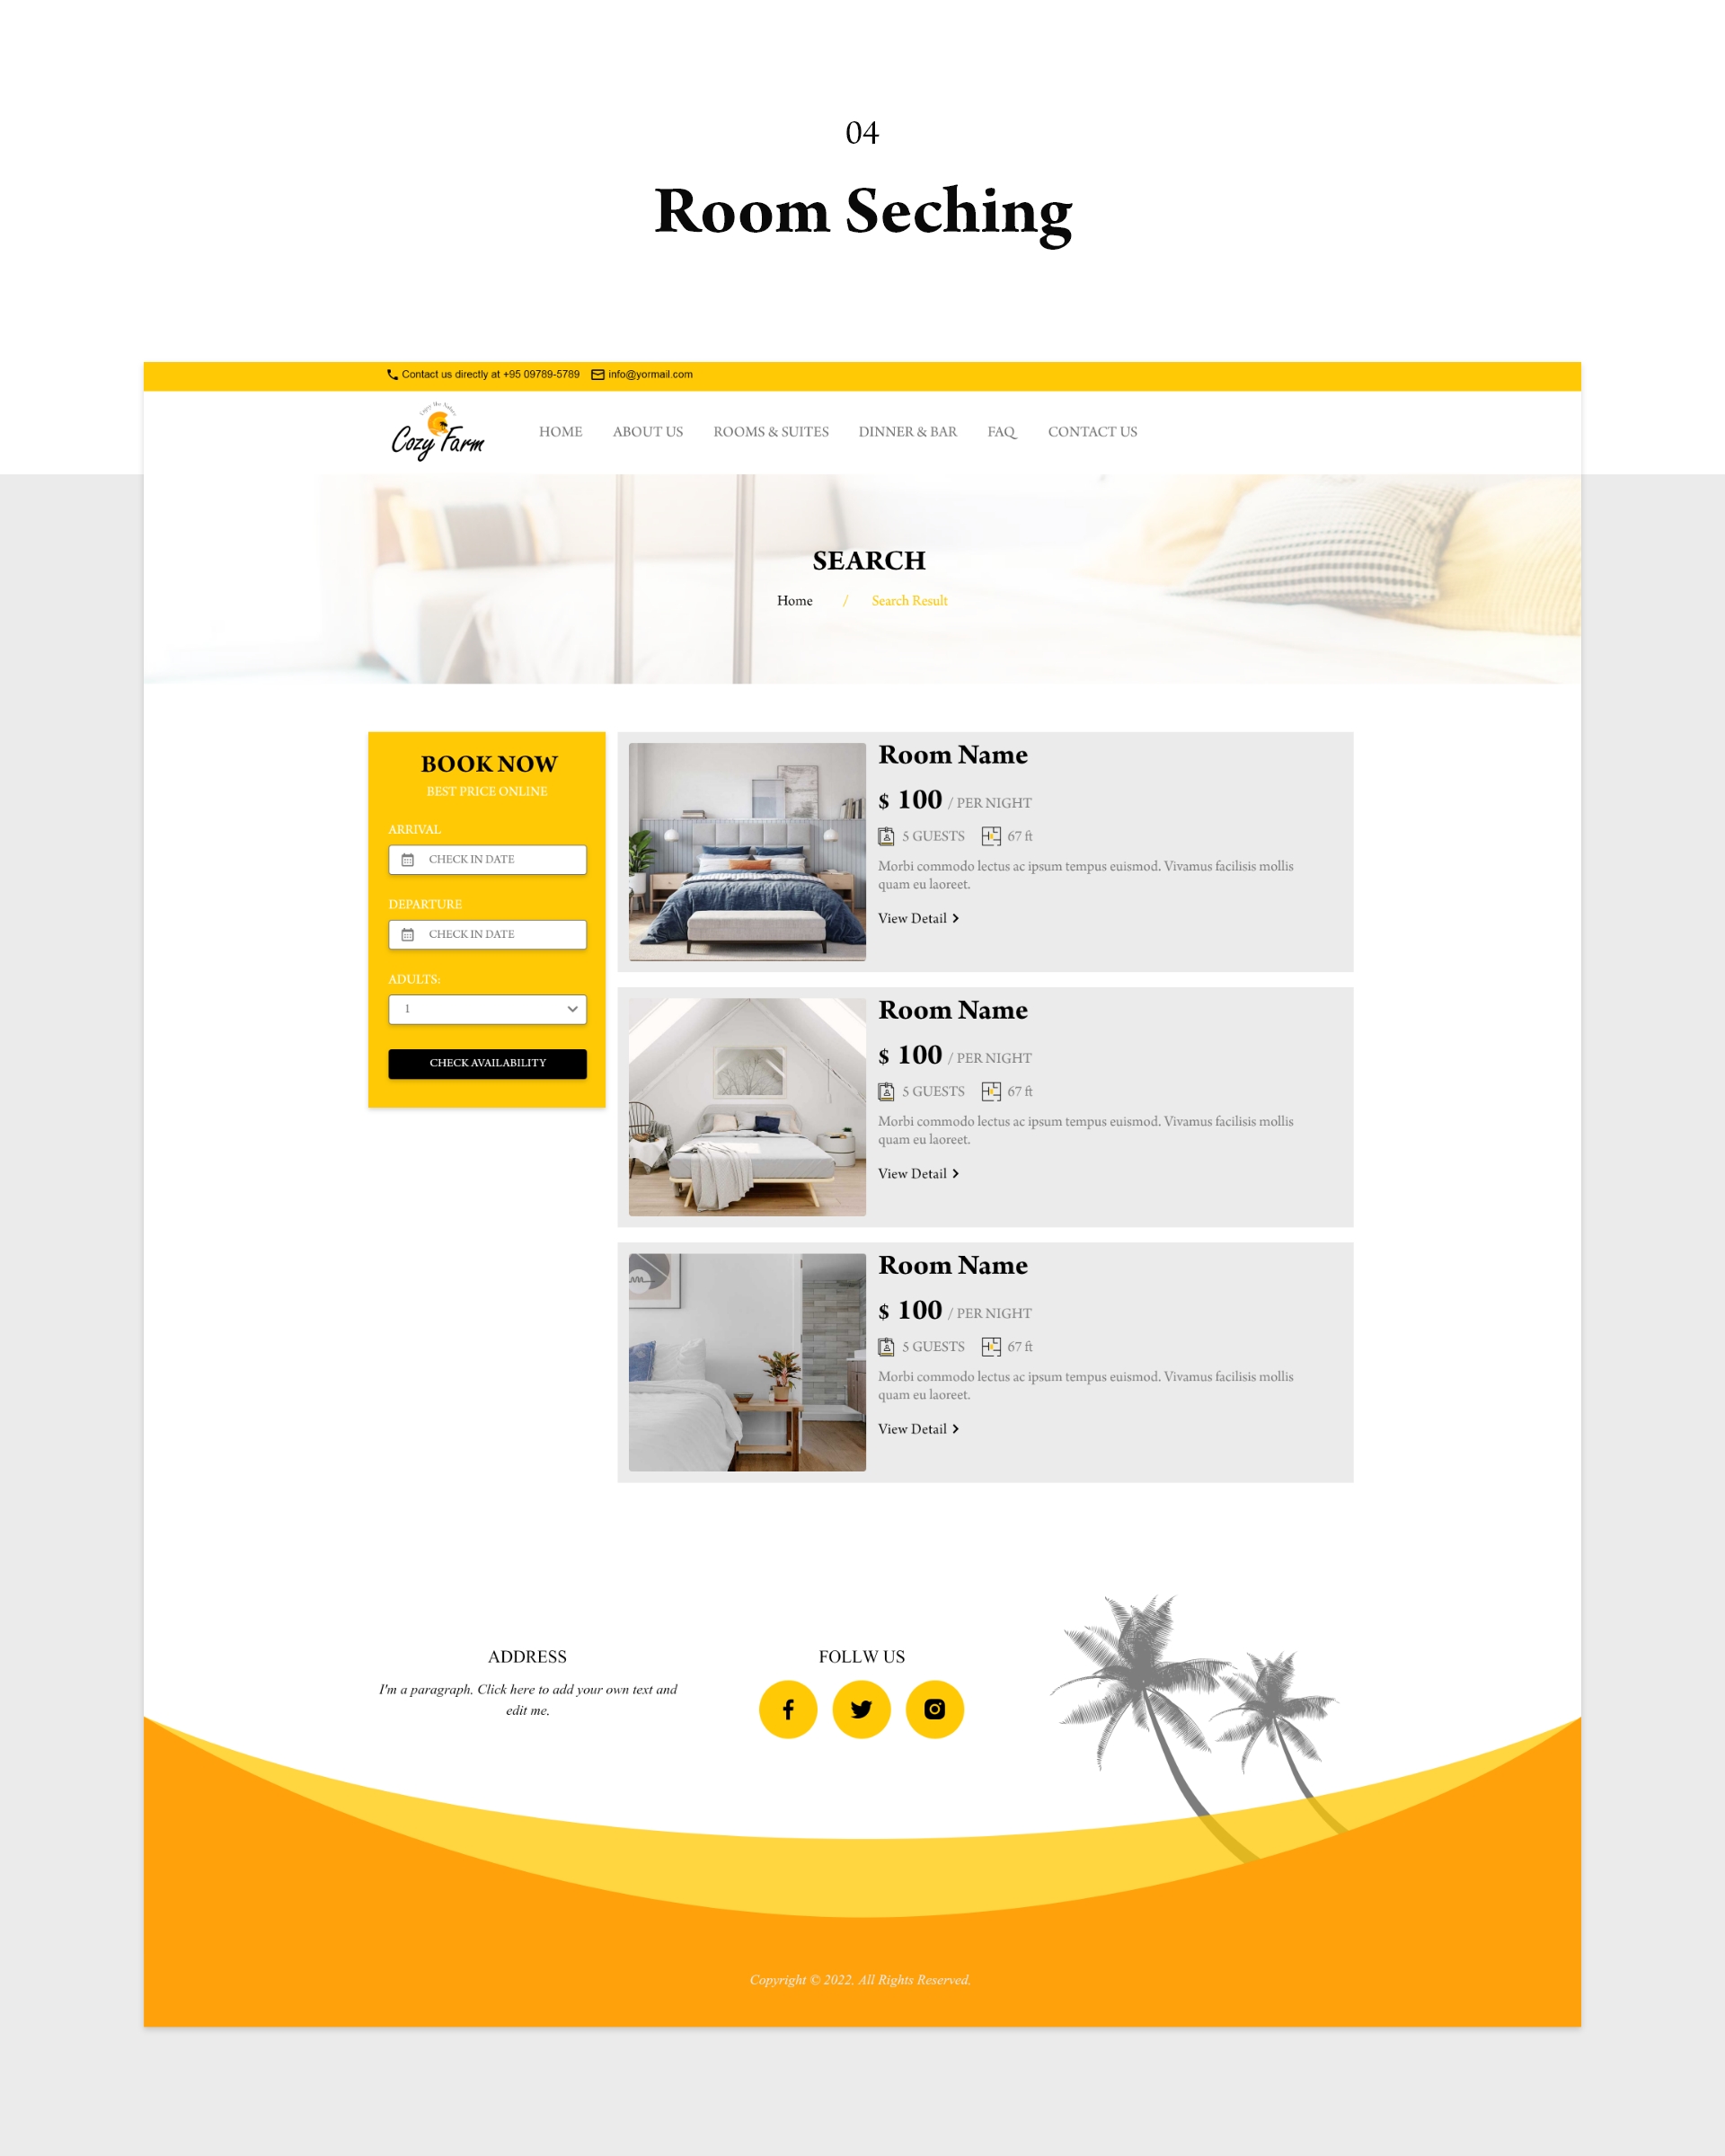 04
Room Seching
Contact us directly at +95 09789-5789 info@yormail.com
Enjoy The Nature
Cozy Farm
HOME ABOUT US ROOMS & SUITES DINNER & BAR FAQ CONTACT US
SEARCH
Home / Search Result
BOOK NOW
BEST PRICE ONLINE
ARRIVAL
CHECK IN DATE
DEPARTURE
CHECK IN DATE
ADULTS:
1
CHECK AVAILABILITY
Room Name
$ 100 / PER NIGHT
5 GUESTS 67 ft
Morbi commodo lectus ac ipsum tempus euismod. Vivamus facilisis mollis
quam eu laoreet.
View Detail
Room Name
$ 100 / PER NIGHT
5 GUESTS 67 ft
Morbi commodo lectus ac ipsum tempus euismod. Vivamus facilisis mollis
quam eu laoreet.
View Detail
Room Name
$ 100 / PER NIGHT
5 GUESTS 67 ft
Morbi commodo lectus ac ipsum tempus euismod. Vivamus facilisis mollis
quam eu laoreet.
View Detail
ADDRESS
I'm a paragraph. Click here to add your own text and
edit me.
FOLLW US
Copyright © 2022. All Rights Reserved.